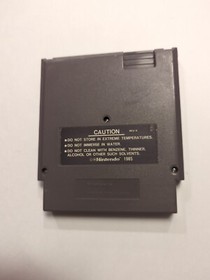 CAUTION
●DO NOT STORE IN EXTREME TEMPERATURES.
●DO NOT IMMERSE IN WATER.
●DO NOT CLEAN WITH BENZENE, THINNER,
ALCOHOL OR OTHER SUCH SOLVENTS.
Nintendo 1985